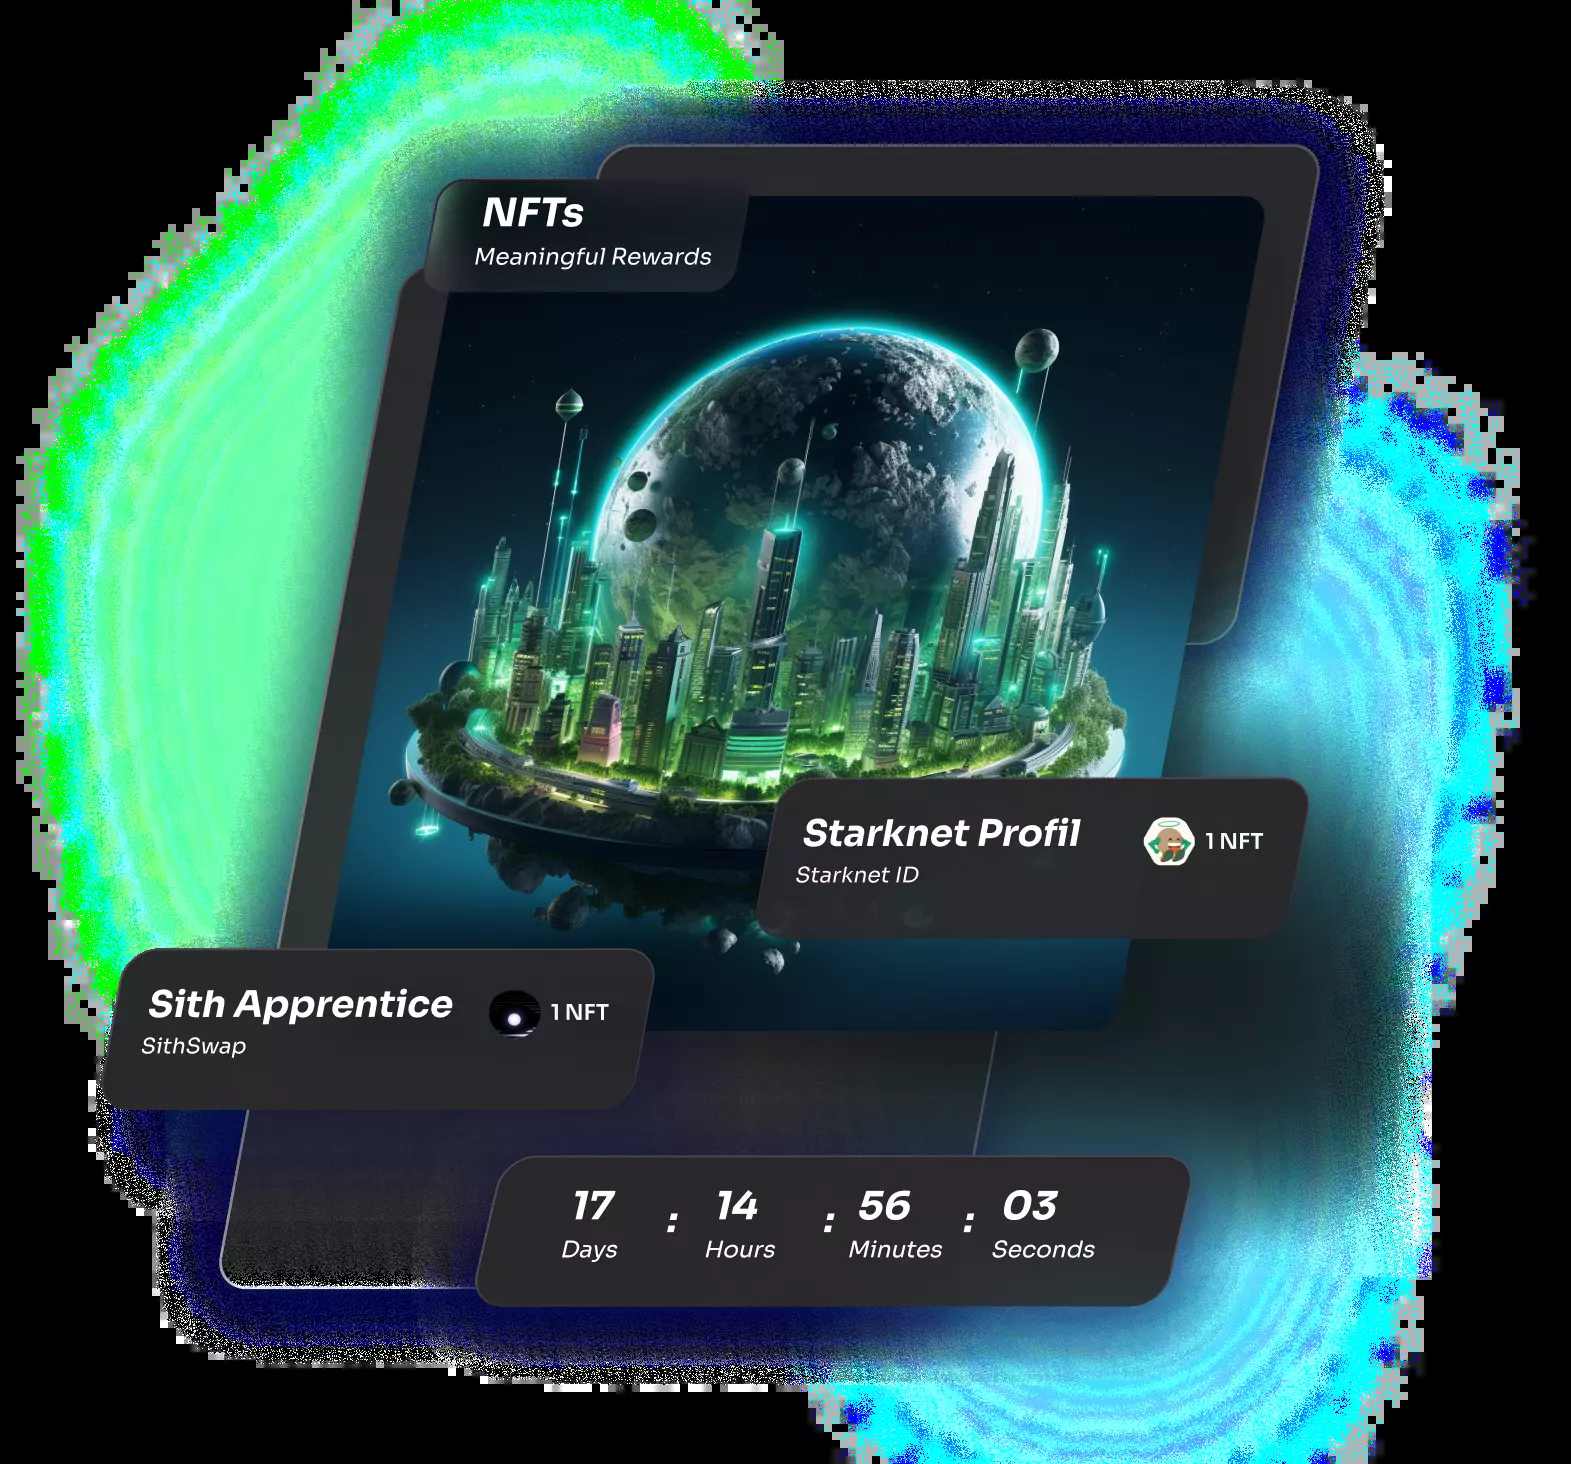 NFTs
Meaningful Rewards
Starknet Profil
1 NFT
Starknet ID
Sith Apprentice
1 NFT
SithSwap
17 : 14 : 56 : 03
Days Hours Minutes Seconds